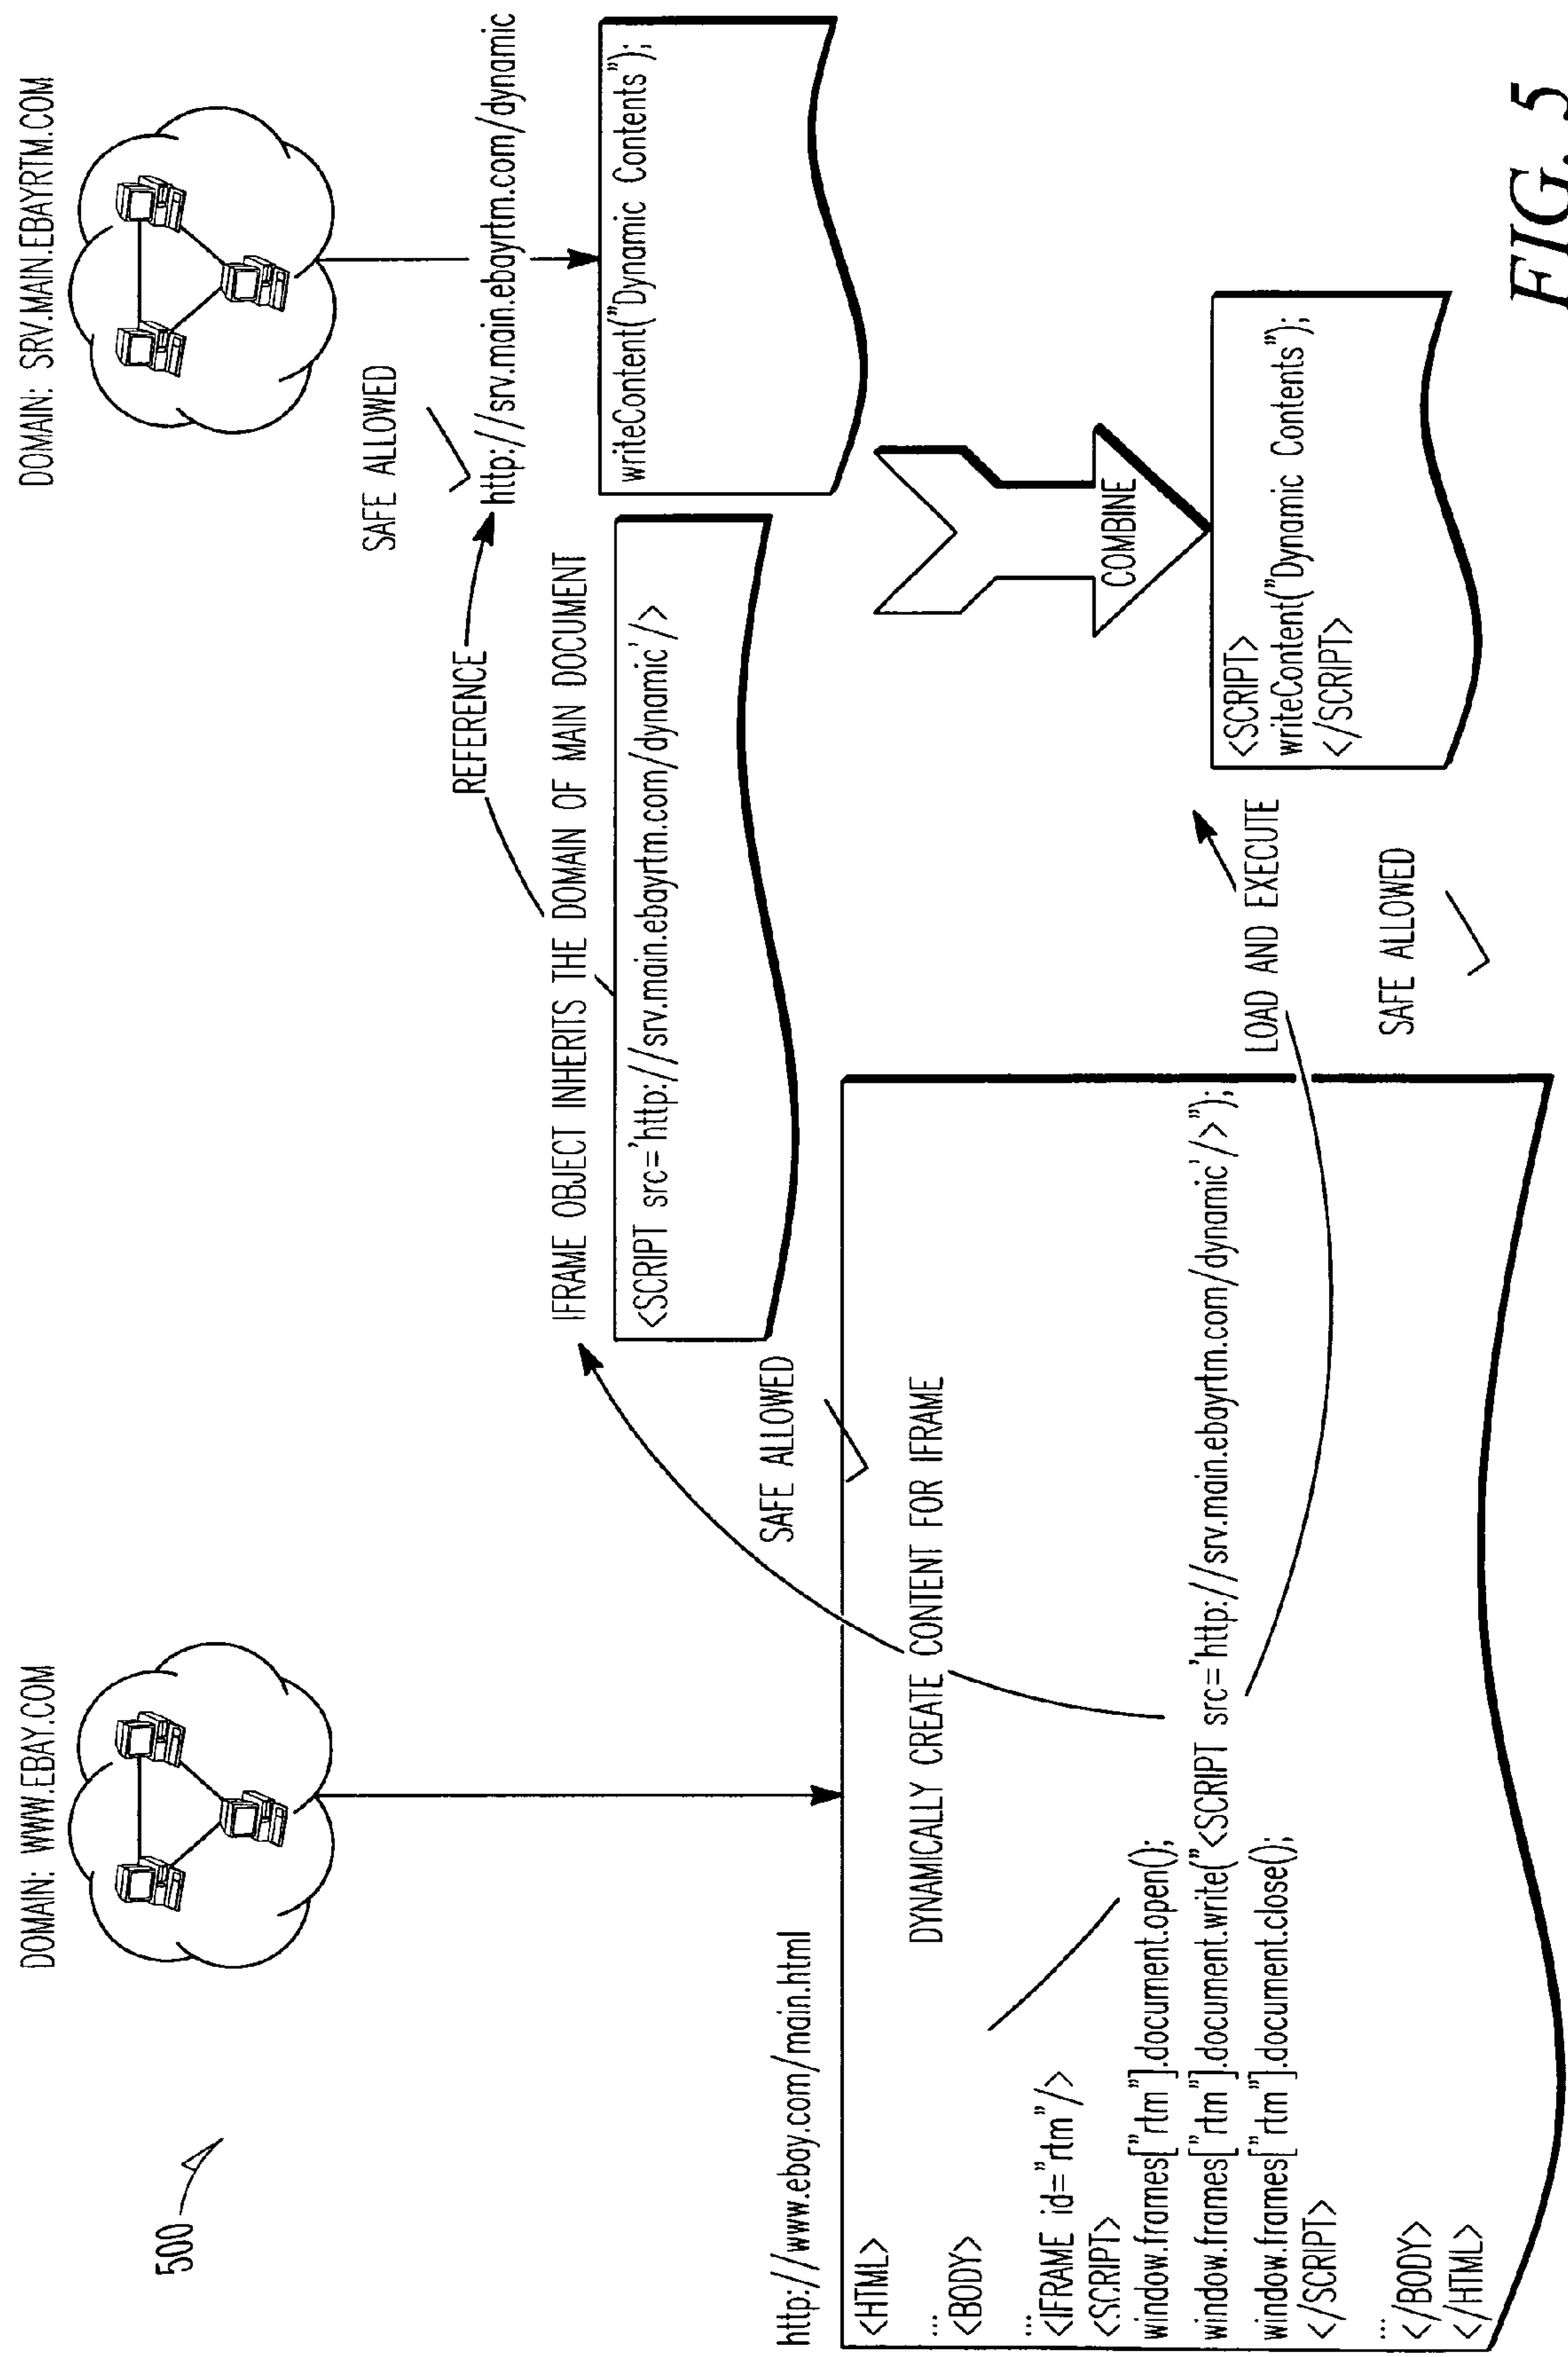 500
DOMAIN: WWW.EBAY.COM
DOMAIN: SRV.MAIN.EBAYRTM.COM
SAFE ALLOWED
REFERENCE
http://srv.main.ebayrtm.com/dynamic
IFRAME OBJECT INHERITS THE DOMAIN OF MAIN DOCUMENT
<SCRIPT src='http://srv.main.ebayrtm.com/dynamic'/>
writeContent("Dynamic Contents");
http://www.ebay.com/main.html
SAFE ALLOWED
<HTML>
...
<BODY>
DYNAMICALLY CREATE CONTENT FOR IFRAME
...
<IFRAME id="rtm"/>
<SCRIPT>
window.frames["rtm"].document.open();
window.frames["rtm"].document.write("<SCRIPT src='http://srv.main.ebayrtm.com/dynamic'/>");
window.frames["rtm"].document.close();
</SCRIPT>
...
</BODY>
</HTML>
COMBINE
LOAD AND EXECUTE
SAFE ALLOWED
<SCRIPT>
writeContent("Dynamic Contents");
</SCRIPT>
FIG. 5